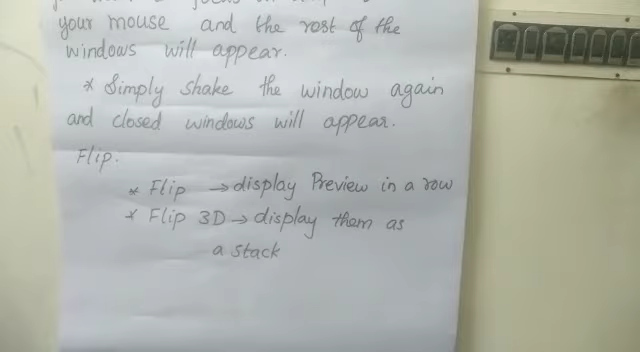 your mouse and the rest of the
windows will appear.
* Simply shake the window again
and closed windows will appear.
Flip.
* Flip → display Preview in a row
* Flip 3D → display them as
a stack